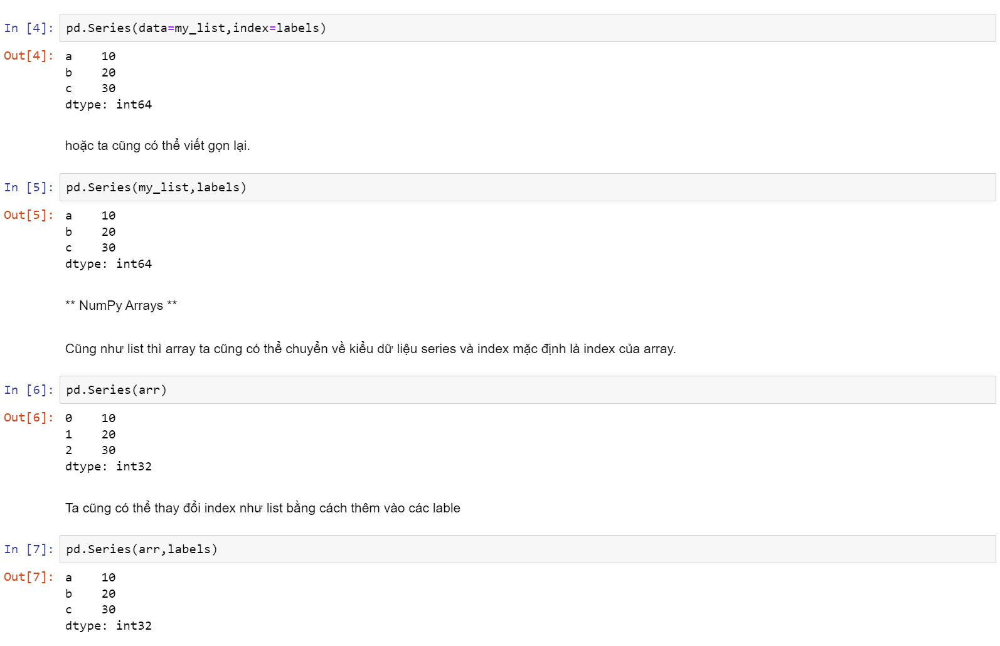 In [4]: pd.Series(data=my_list,index=labels)
Out[4]: a    10
b    20
c    30
dtype: int64
hoặc ta cũng có thể viết gọn lại.
In [5]: pd.Series(my_list,labels)
Out[5]: a    10
b    20
c    30
dtype: int64
** NumPy Arrays **
Cũng như list thì array ta cũng có thể chuyển về kiểu dữ liệu series và index mặc định là index của array.
In [6]: pd.Series(arr)
Out[6]: 0    10
1    20
2    30
dtype: int32
Ta cũng có thể thay đổi index như list bằng cách thêm vào các lable
In [7]: pd.Series(arr,labels)
Out[7]: a    10
b    20
c    30
dtype: int32